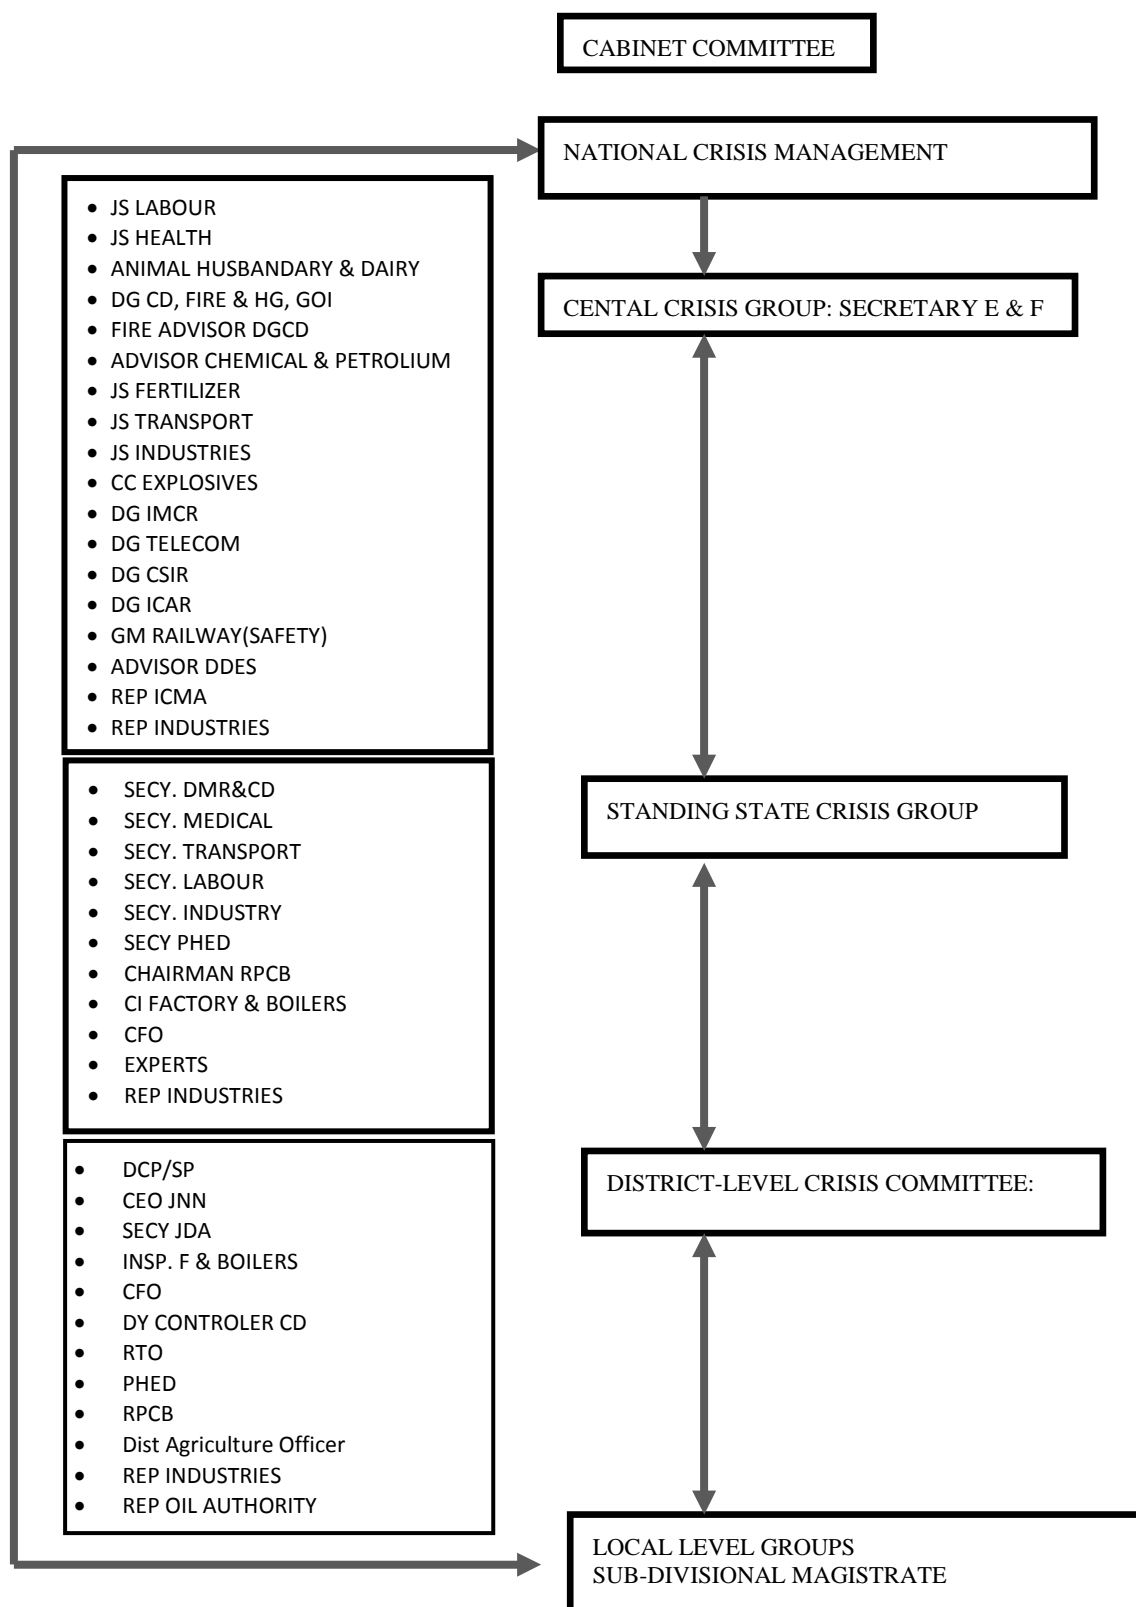 CABINET COMMITTEE
NATIONAL CRISIS MANAGEMENT
• JS LABOUR
• JS HEALTH
• ANIMAL HUSBANDARY & DAIRY
• DG CD, FIRE & HG, GOI
• FIRE ADVISOR DGCD
• ADVISOR CHEMICAL & PETROLIUM
• JS FERTILIZER
• JS TRANSPORT
• JS INDUSTRIES
• CC EXPLOSIVES
• DG IMCR
• DG TELECOM
• DG CSIR
• DG ICAR
• GM RAILWAY(SAFETY)
• ADVISOR DDES
• REP ICMA
• REP INDUSTRIES
CENTAL CRISIS GROUP: SECRETARY E & F
• SECY. DMR&CD
• SECY. MEDICAL
• SECY. TRANSPORT
• SECY. LABOUR
• SECY. INDUSTRY
• SECY PHED
• CHAIRMAN RPCB
• CI FACTORY & BOILERS
• CFO
• EXPERTS
• REP INDUSTRIES
STANDING STATE CRISIS GROUP
• DCP/SP
• CEO JNN
• SECY JDA
• INSP. F & BOILERS
• CFO
• DY CONTROLER CD
• RTO
• PHED
• RPCB
• Dist Agriculture Officer
• REP INDUSTRIES
• REP OIL AUTHORITY
DISTRICT-LEVEL CRISIS COMMITTEE:
LOCAL LEVEL GROUPS
SUB-DIVISIONAL MAGISTRATE